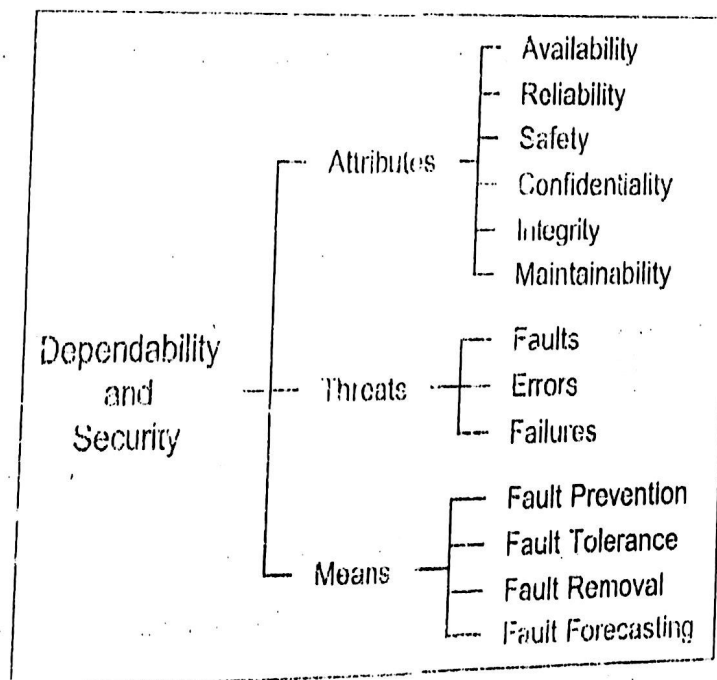 Availability
Reliability
Safety
Attributes
Confidentiality
Integrity
Maintainability
Dependability
and
Security
Threats
Faults
Errors
Failures
Means
Fault Prevention
Fault Tolerance
Fault Removal
Fault Forecasting